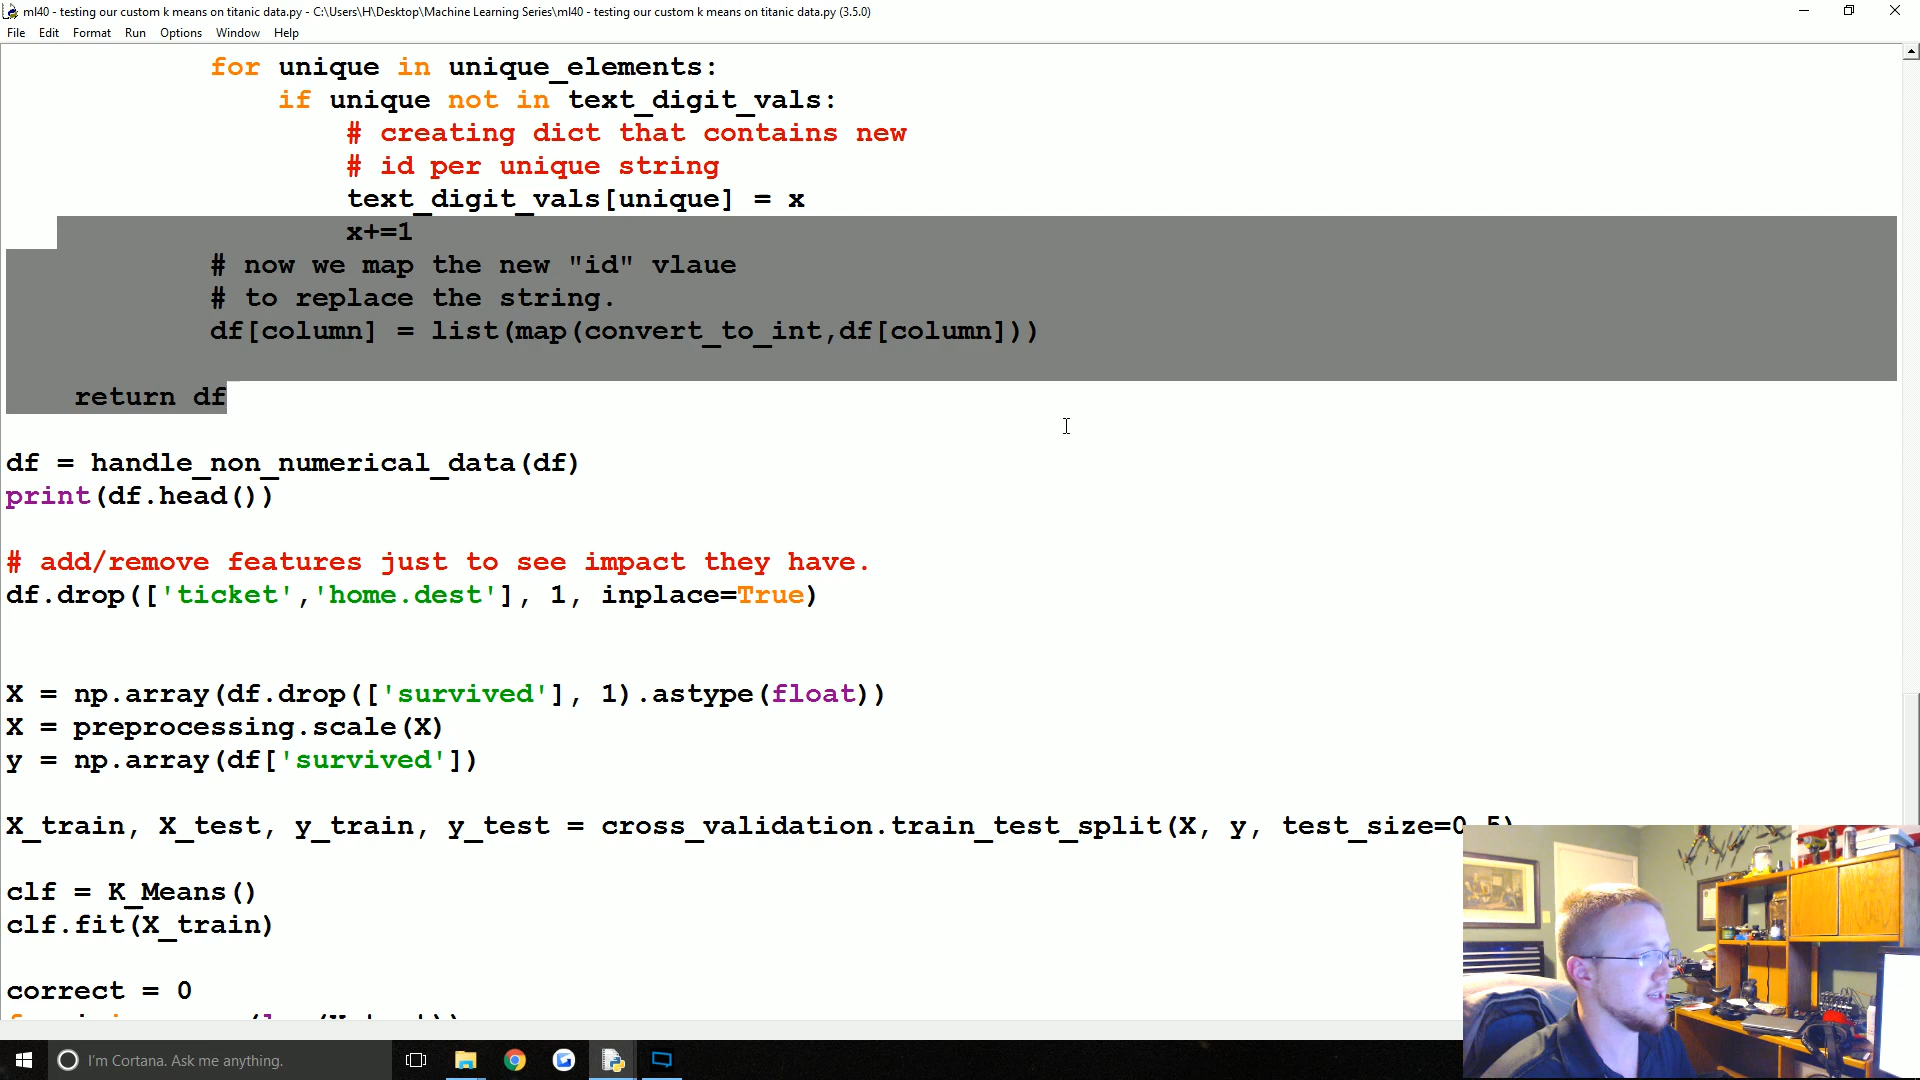 ml40 - testing our custom k means on titanic data.py - C:\Users\H\Desktop\Machine Learning Series\ml40 - testing our custom k means on titanic data.py (3.5.0)
File Edit Format Run Options Window Help
for unique in unique_elements:
if unique not in text_digit_vals:
# creating dict that contains new
# id per unique string
text_digit_vals[unique] = x
x+=1
# now we map the new "id" vlaue
# to replace the string.
df[column] = list(map(convert_to_int,df[column]))
return df
df = handle_non_numerical_data(df)
print(df.head())
# add/remove features just to see impact they have.
df.drop(['ticket','home.dest'], 1, inplace=True)
X = np.array(df.drop(['survived'], 1).astype(float))
X = preprocessing.scale(X)
y = np.array(df['survived'])
X_train, X_test, y_train, y_test = cross_validation.train_test_split(X, y, test_size=0.5)
clf = K_Means()
clf.fit(X_train)
correct = 0
I'm Cortana. Ask me anything.